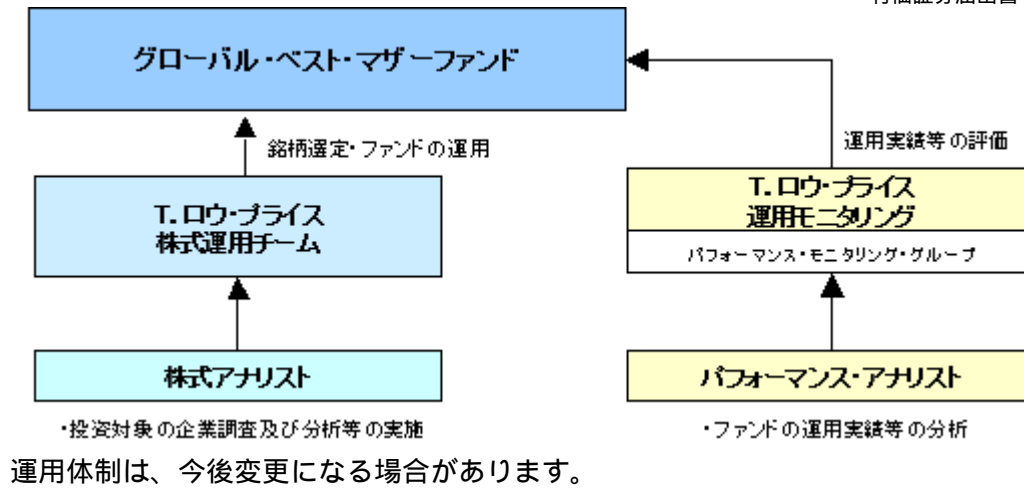 グローバル・ベスト・マザーファンド
銘柄選定・ファンドの運用
運用実績等の評価
T.ロウ・プライス
株式運用チーム
T.ロウ・プライス
運用モニタリング
パフォーマンス・モニタリング・グループ
株式アナリスト
パフォーマンス・アナリスト
・投資対象の企業調査及び分析等の実施
・ファンドの運用実績等の分析
運用体制は、今後変更になる場合があります。